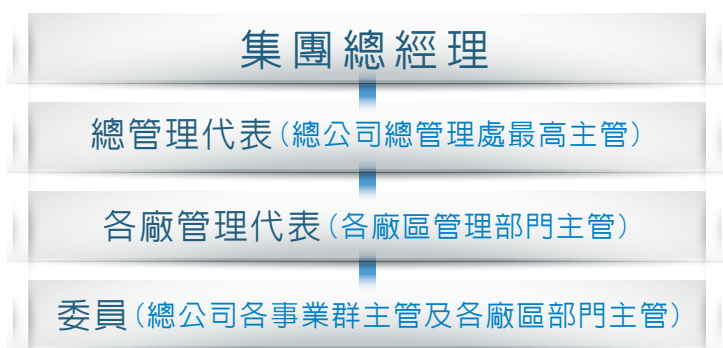 集團總經理
總管理代表(總公司總管理處最高主管)
各廠管理代表(各廠區管理部門主管)
委員(總公司各事業群主管及各廠區部門主管)